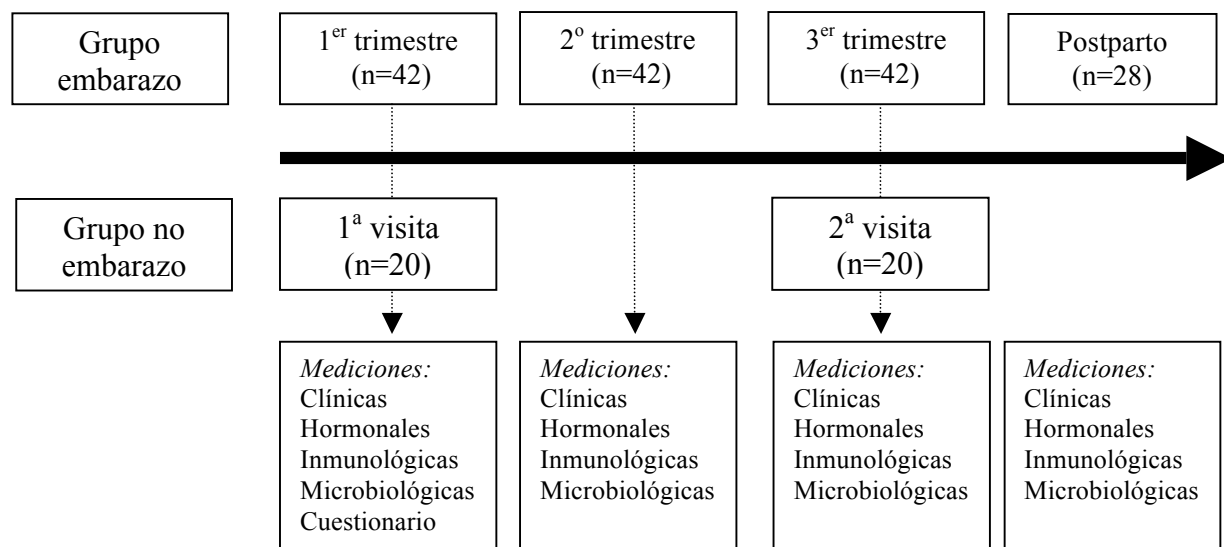 Grupo
embarazo
1er trimestre
(n=42)
2º trimestre
(n=42)
3er trimestre
(n=42)
Postparto
(n=28)
Grupo no
embarazo
1ª visita
(n=20)
2ª visita
(n=20)
Mediciones:
Clínicas
Hormonales
Inmunológicas
Microbiológicas
Cuestionario
Mediciones:
Clínicas
Hormonales
Inmunológicas
Microbiológicas
Mediciones:
Clínicas
Hormonales
Inmunológicas
Microbiológicas
Mediciones:
Clínicas
Hormonales
Inmunológicas
Microbiológicas